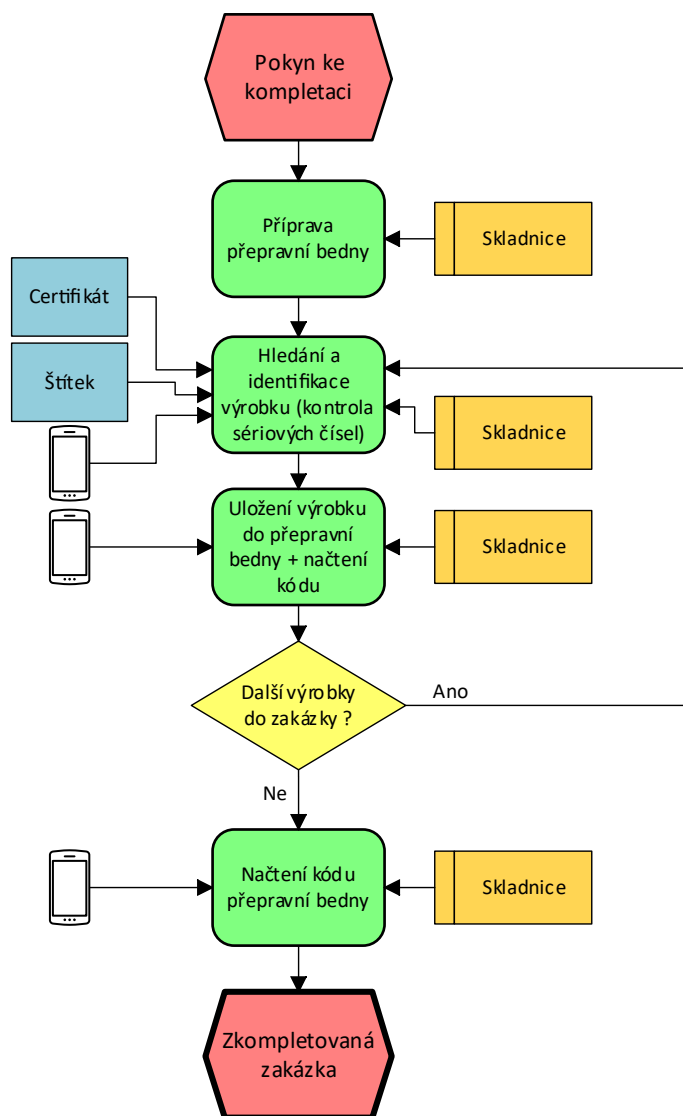 Pokyn ke
kompletaci
Příprava
přepravní bedny
Skladnice
Certifikát
Štítek
Hledání a
identifikace
výrobku (kontrola
sériových čísel)
Skladnice
Uložení výrobku
do přepravní
bedny + načtení
kódu
Skladnice
Další výrobky
do zakázky ?
Ano
Ne
Načtení kódu
přepravní bedny
Skladnice
Zkompletovaná
zakázka